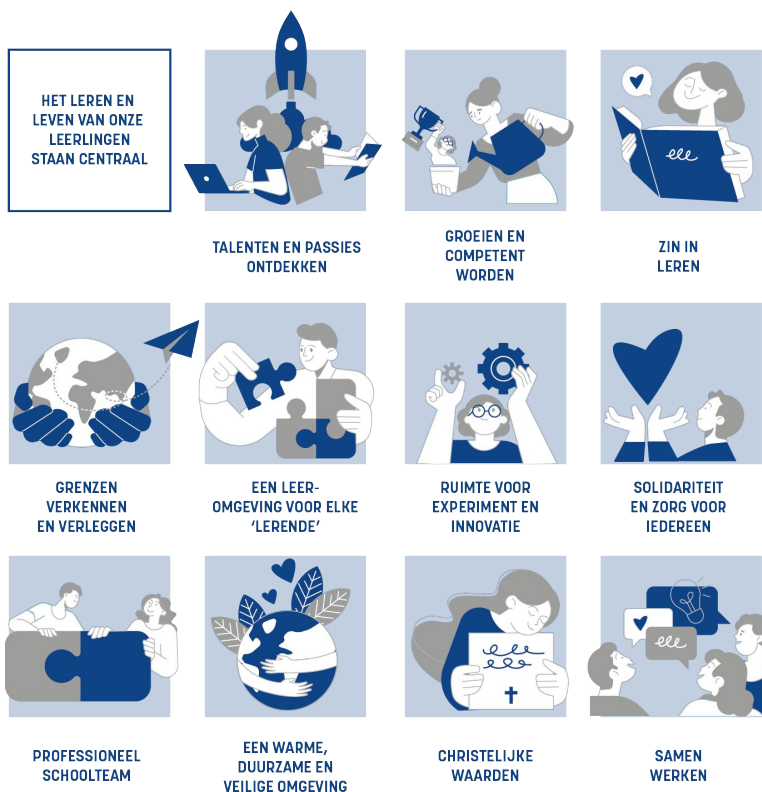 HET LEREN EN
LEVEN VAN ONZE
LEERLINGEN
STAAN CENTRAAL
TALENTEN EN PASSIES
ONTDEKKEN
GROEIEN EN
COMPETENT
WORDEN
ZIN IN
LEREN
GRENZEN
VERKENNEN
EN VERLEGGEN
EEN LEER-
OMGEVING VOOR ELKE
‘LERENDE’
RUIMTE VOOR
EXPERIMENT EN
INNOVATIE
SOLIDARITEIT
EN ZORG VOOR
IEDEREEN
PROFESSIONEEL
SCHOOLTEAM
EEN WARME,
DUURZAME EN
VEILIGE OMGEVING
CHRISTELIJKE
WAARDEN
SAMEN
WERKEN